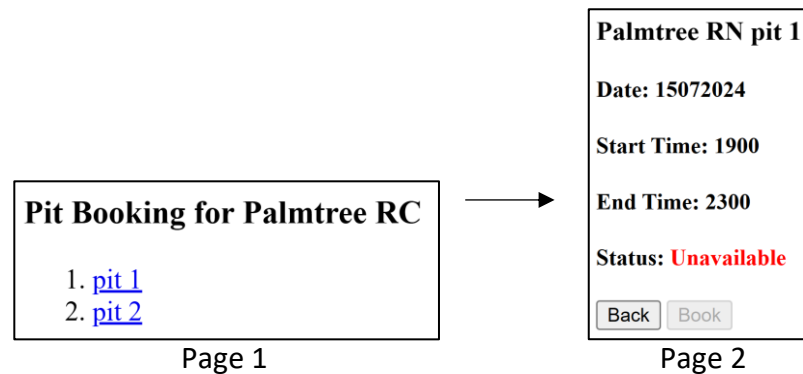 Pit Booking for Palmtree RC
1. pit 1
2. pit 2
Page 1
Palmtree RN pit 1
Date: 15072024
Start Time: 1900
End Time: 2300
Status: Unavailable
Back Book
Page 2